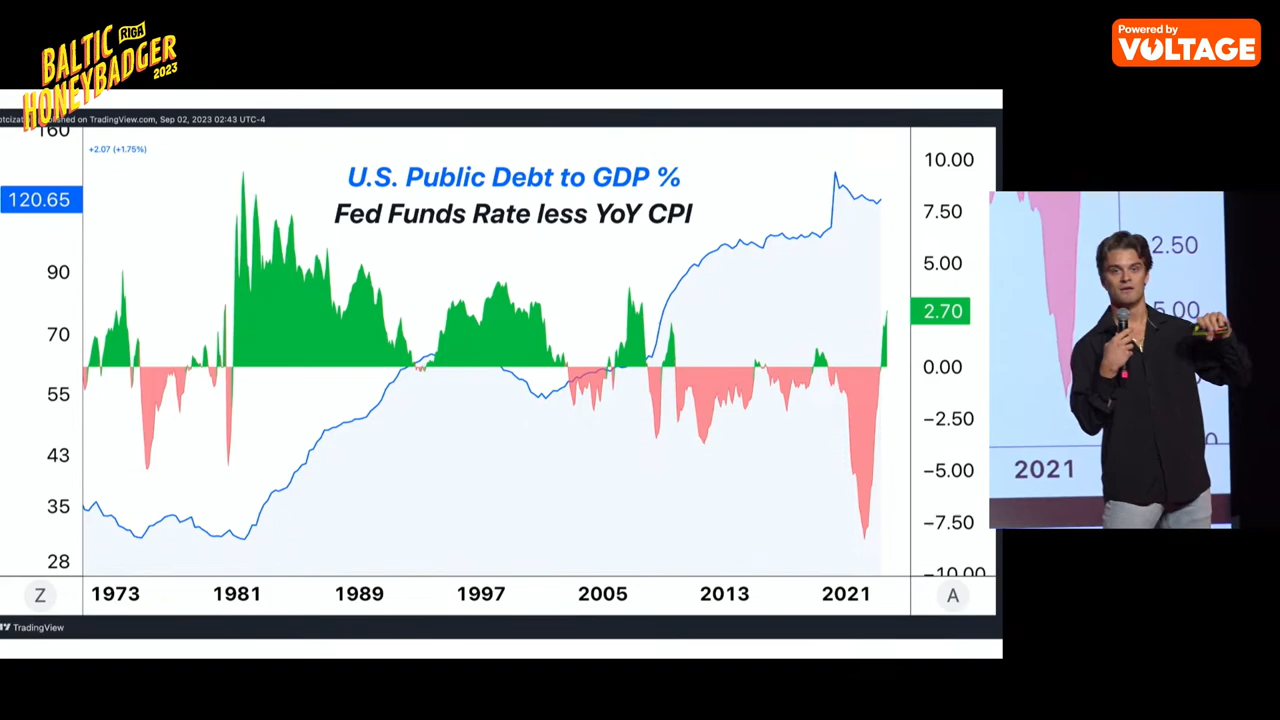 BALTIC
RIGA
HONEYBADGER
2023
Powered by
VOLTAGE
published on TradingView.com, Sep 02, 2023 02:43 UTC-4
160
+2.07 (+1.75%)
U.S. Public Debt to GDP %
Fed Funds Rate less YoY CPI
120.65
90
70
55
43
35
28
10.00
7.50
5.00
2.70
0.00
−2.50
−5.00
−7.50
−10.00
Z
1973
1981
1989
1997
2005
2013
2021
A
TradingView
2.50
5.00
2021